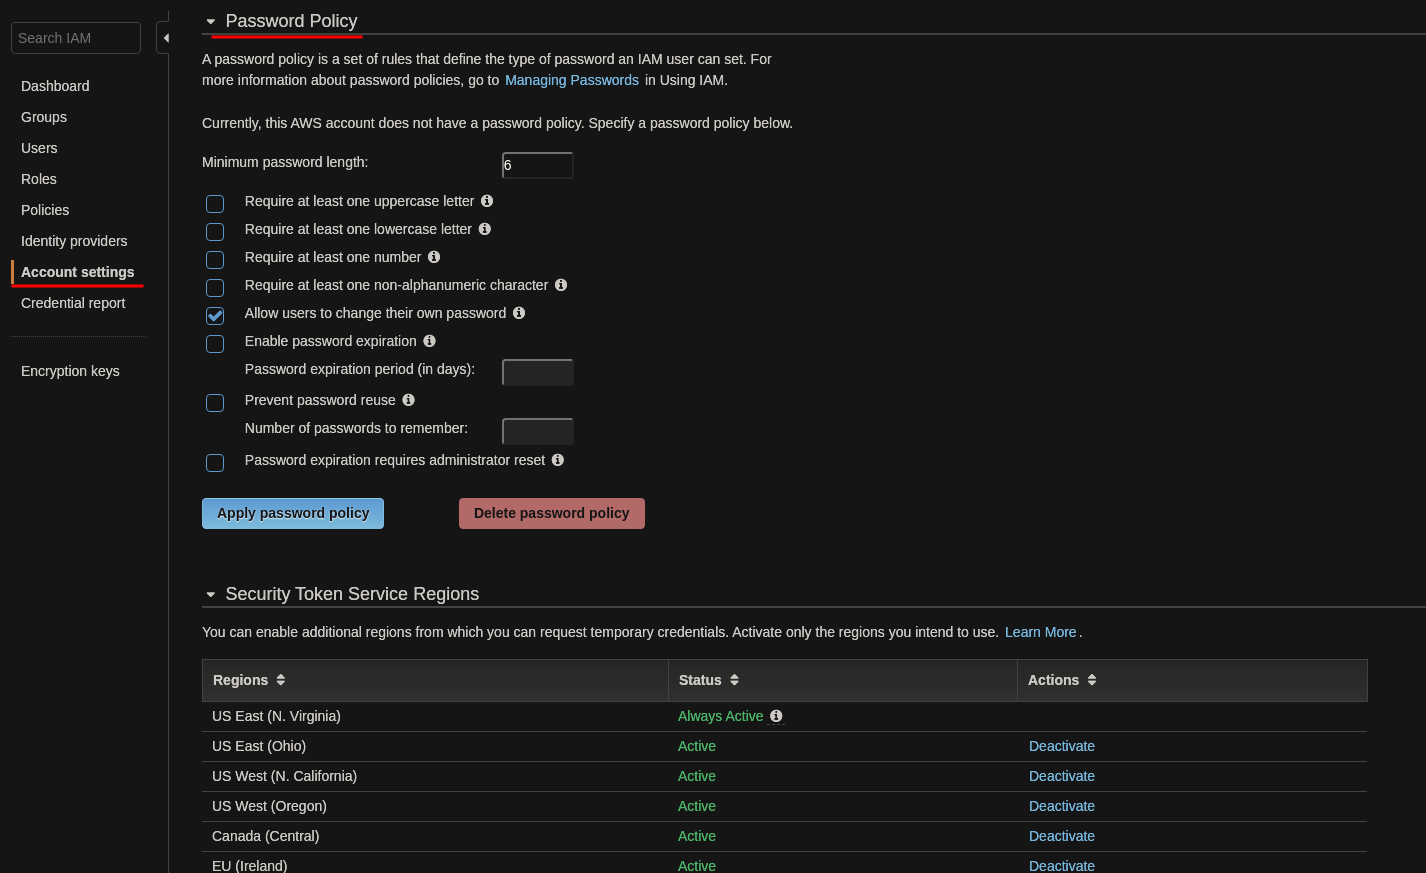 Search IAM
Dashboard
Groups
Users
Roles
Policies
Identity providers
Account settings
Credential report
Encryption keys
Password Policy
A password policy is a set of rules that define the type of password an IAM user can set. For
more information about password policies, go to Managing Passwords in Using IAM.
Currently, this AWS account does not have a password policy. Specify a password policy below.
Minimum password length: 6
Require at least one uppercase letter
Require at least one lowercase letter
Require at least one number
Require at least one non-alphanumeric character
Allow users to change their own password
Enable password expiration
Password expiration period (in days):
Prevent password reuse
Number of passwords to remember:
Password expiration requires administrator reset
Apply password policy Delete password policy
Security Token Service Regions
You can enable additional regions from which you can request temporary credentials. Activate only the regions you intend to use. Learn More.
Regions Status Actions
US East (N. Virginia) Always Active
US East (Ohio) Active Deactivate
US West (N. California) Active Deactivate
US West (Oregon) Active Deactivate
Canada (Central) Active Deactivate
EU (Ireland) Active Deactivate